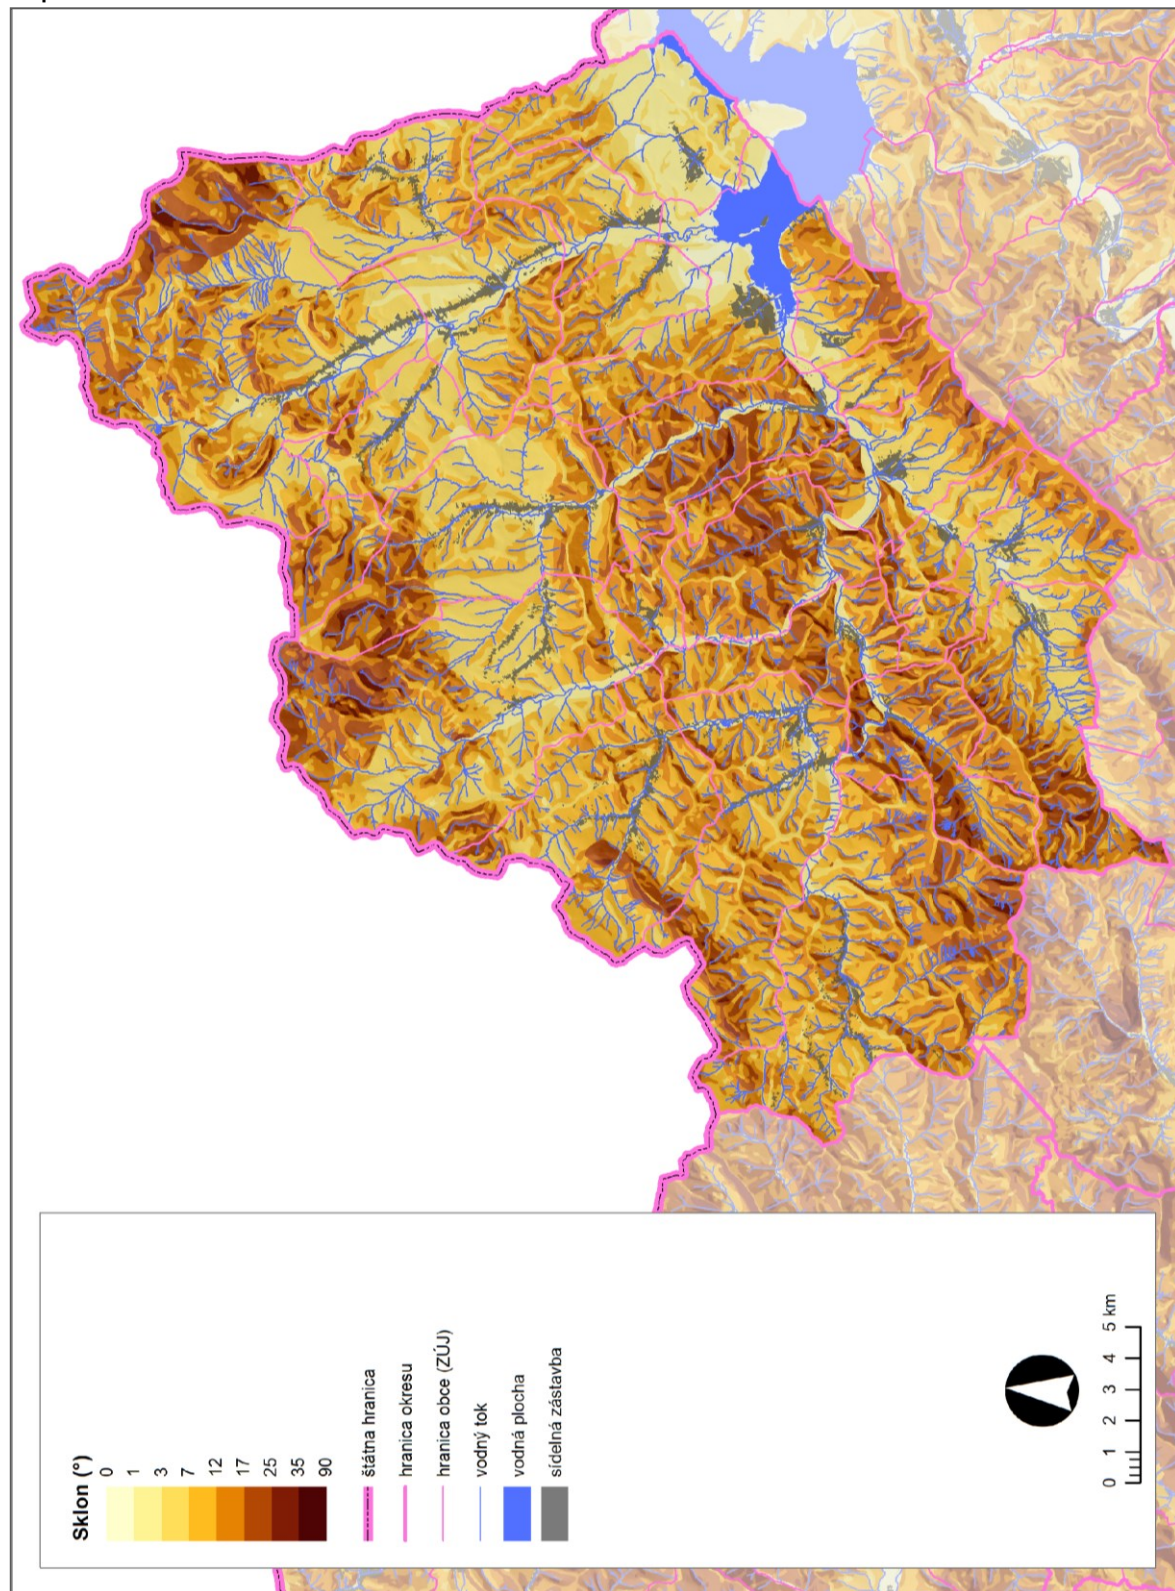 Sklon (°)
0
1
3
7
12
17
25
35
90
štátna hranica
hranica okresu
hranica obce (ZÚJ)
vodný tok
vodná plocha
sídelná zástavba
0 1 2 3 4 5 km